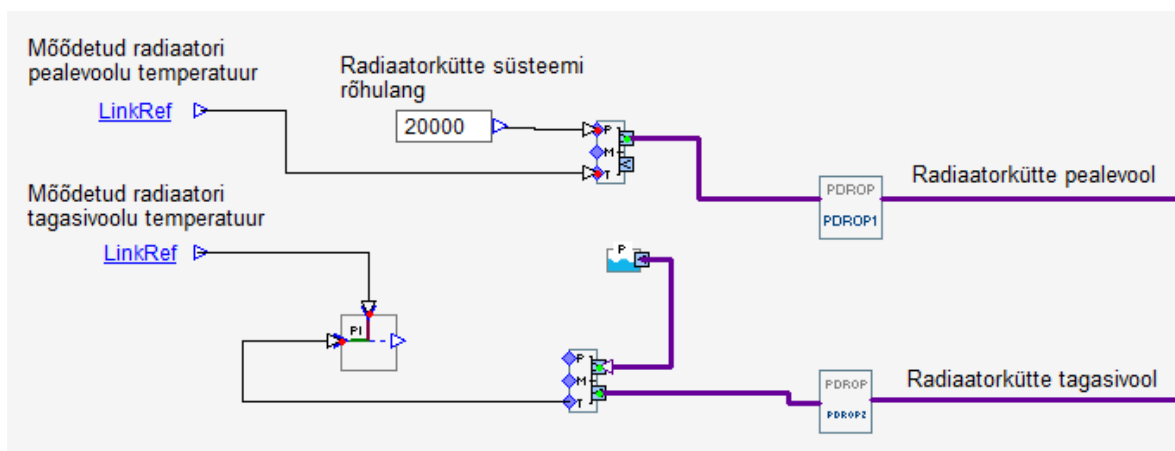 Mõõdetud radiaatori
pealevoolu temperatuur
LinkRef
Radiaatorkütte süsteemi
rõhulang
20000
P
M
T
PDROP
PDROP1
Radiaatorkütte pealevool
Mõõdetud radiaatori
tagasivoolu temperatuur
LinkRef
P
PI
P
M
T
PDROP
PDROP2
Radiaatorkütte tagasivool